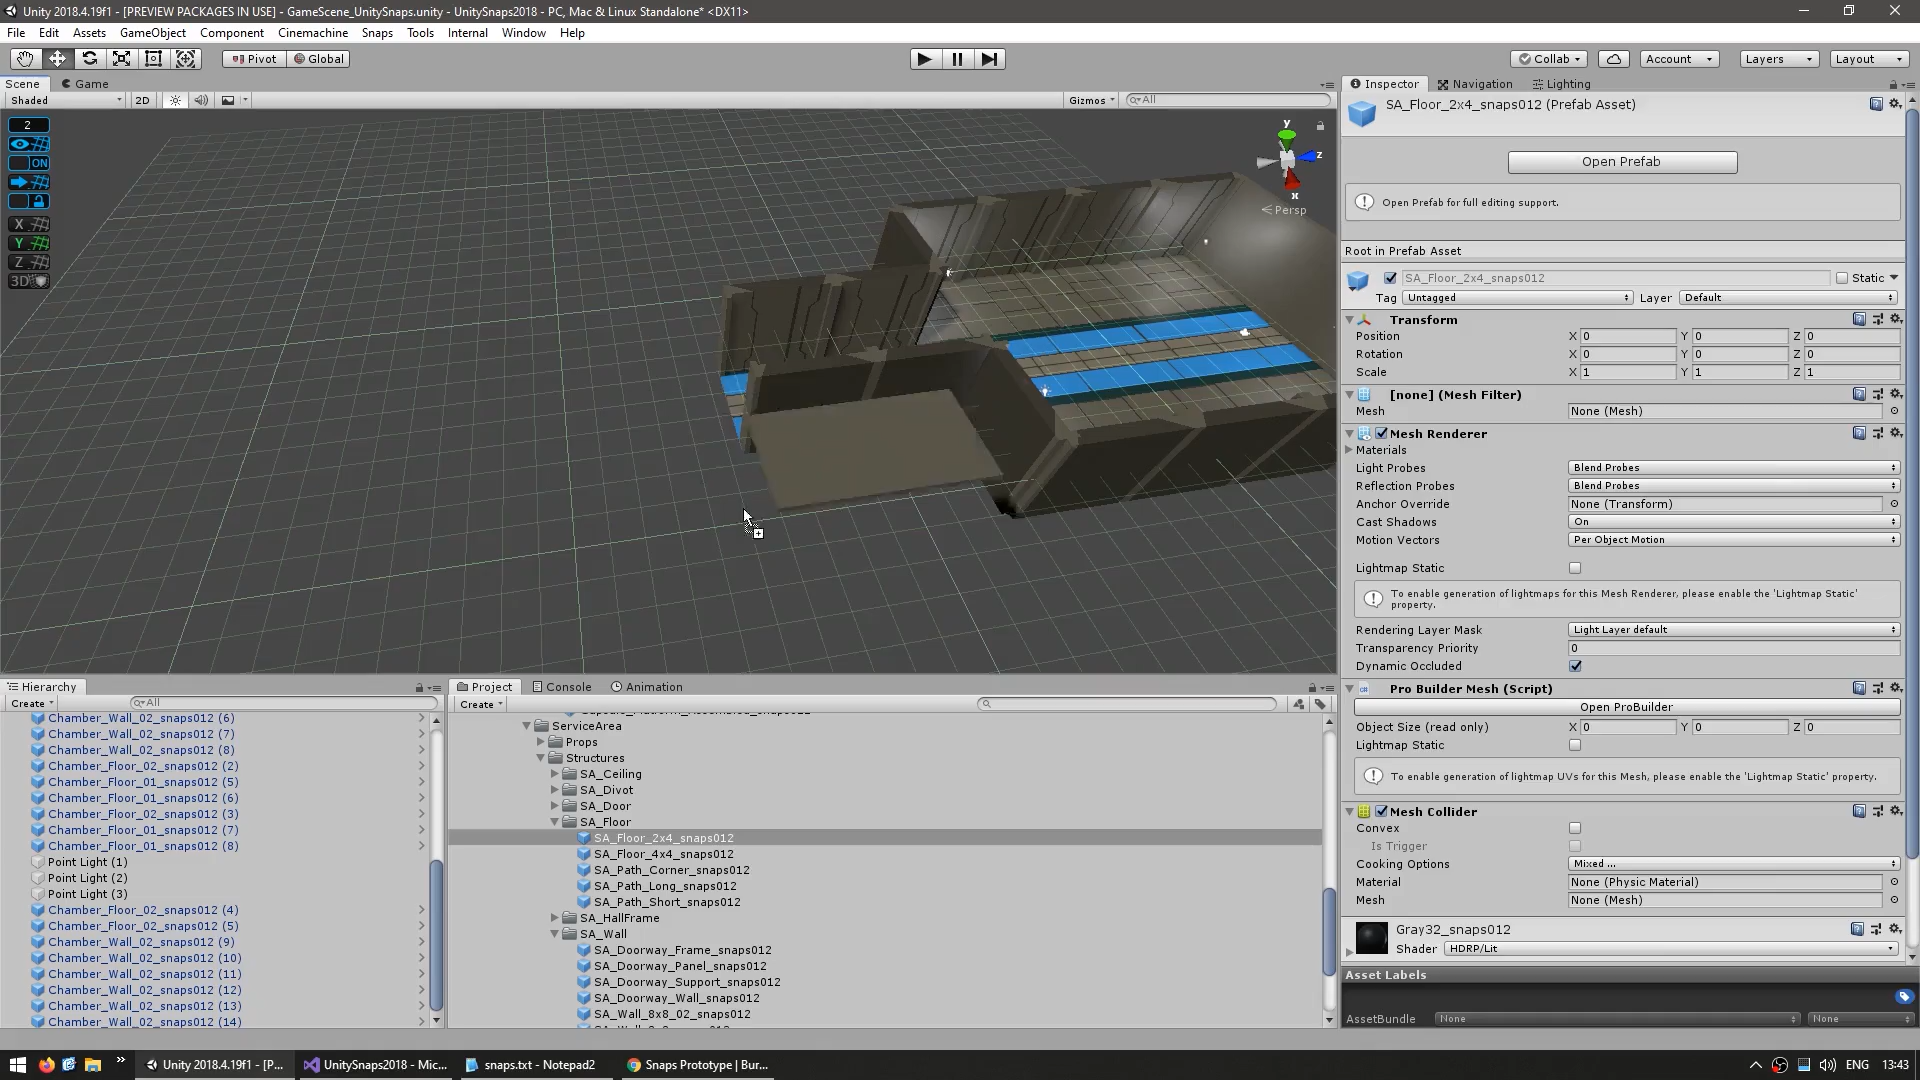 Unity 2018.4.19f1 - [PREVIEW PACKAGES IN USE] - GameScene_UnitySnaps.unity - UnitySnaps2018 - PC, Mac & Linux Standalone* <DX11>
File Edit Assets GameObject Component Cinemachine Snaps Tools Internal Window Help
Pivot Global Collab Account Layers Layout
Scene Game Inspector Navigation Lighting
Shaded 2D Gizmos All
SA_Floor_2x4_snaps012 (Prefab Asset)
Open Prefab
Open Prefab for full editing support.
Root in Prefab Asset
SA_Floor_2x4_snaps012 Static
Tag Untagged Layer Default
Transform
Position X 0 Y 0 Z 0
Rotation X 0 Y 0 Z 0
Scale X 1 Y 1 Z 1
[none] (Mesh Filter)
Mesh None (Mesh)
Mesh Renderer
Materials
Light Probes Blend Probes
Reflection Probes Blend Probes
Anchor Override None (Transform)
Cast Shadows On
Motion Vectors Per Object Motion
Lightmap Static
To enable generation of lightmaps for this Mesh Renderer, please enable the 'Lightmap Static'
property.
Rendering Layer Mask Light Layer default
Transparency Priority 0
Dynamic Occluded
Pro Builder Mesh (Script)
Open ProBuilder
Object Size (read only) X 0 Y 0 Z 0
Lightmap Static
To enable generation of lightmap UVs for this Mesh, please enable the 'Lightmap Static' property.
Mesh Collider
Convex
Is Trigger
Cooking Options Mixed ...
Material None (Physic Material)
Mesh None (Mesh)
Gray32_snaps012
Shader HDRP/Lit
Asset Labels
AssetBundle None None
2
ON
X
Y
Z
3D
y
z
x
Persp
Hierarchy
Create All
Chamber_Wall_02_snaps012 (6)
Chamber_Wall_02_snaps012 (7)
Chamber_Wall_02_snaps012 (8)
Chamber_Floor_02_snaps012 (2)
Chamber_Floor_01_snaps012 (5)
Chamber_Floor_01_snaps012 (6)
Chamber_Floor_02_snaps012 (3)
Chamber_Floor_01_snaps012 (7)
Chamber_Floor_01_snaps012 (8)
Point Light (1)
Point Light (2)
Point Light (3)
Chamber_Floor_02_snaps012 (4)
Chamber_Floor_02_snaps012 (5)
Chamber_Wall_02_snaps012 (9)
Chamber_Wall_02_snaps012 (10)
Chamber_Wall_02_snaps012 (11)
Chamber_Wall_02_snaps012 (12)
Chamber_Wall_02_snaps012 (13)
Chamber_Wall_02_snaps012 (14)
Project Console Animation
Create
ServiceArea
Props
Structures
SA_Ceiling
SA_Divot
SA_Door
SA_Floor
SA_Floor_2x4_snaps012
SA_Floor_4x4_snaps012
SA_Path_Corner_snaps012
SA_Path_Long_snaps012
SA_Path_Short_snaps012
SA_HallFrame
SA_Wall
SA_Doorway_Frame_snaps012
SA_Doorway_Panel_snaps012
SA_Doorway_Support_snaps012
SA_Doorway_Wall_snaps012
SA_Wall_8x8_02_snaps012
Unity 2018.4.19f1 - [P... UnitySnaps2018 - Mic... snaps.txt - Notepad2 Snaps Prototype | Bur... ENG 13:43